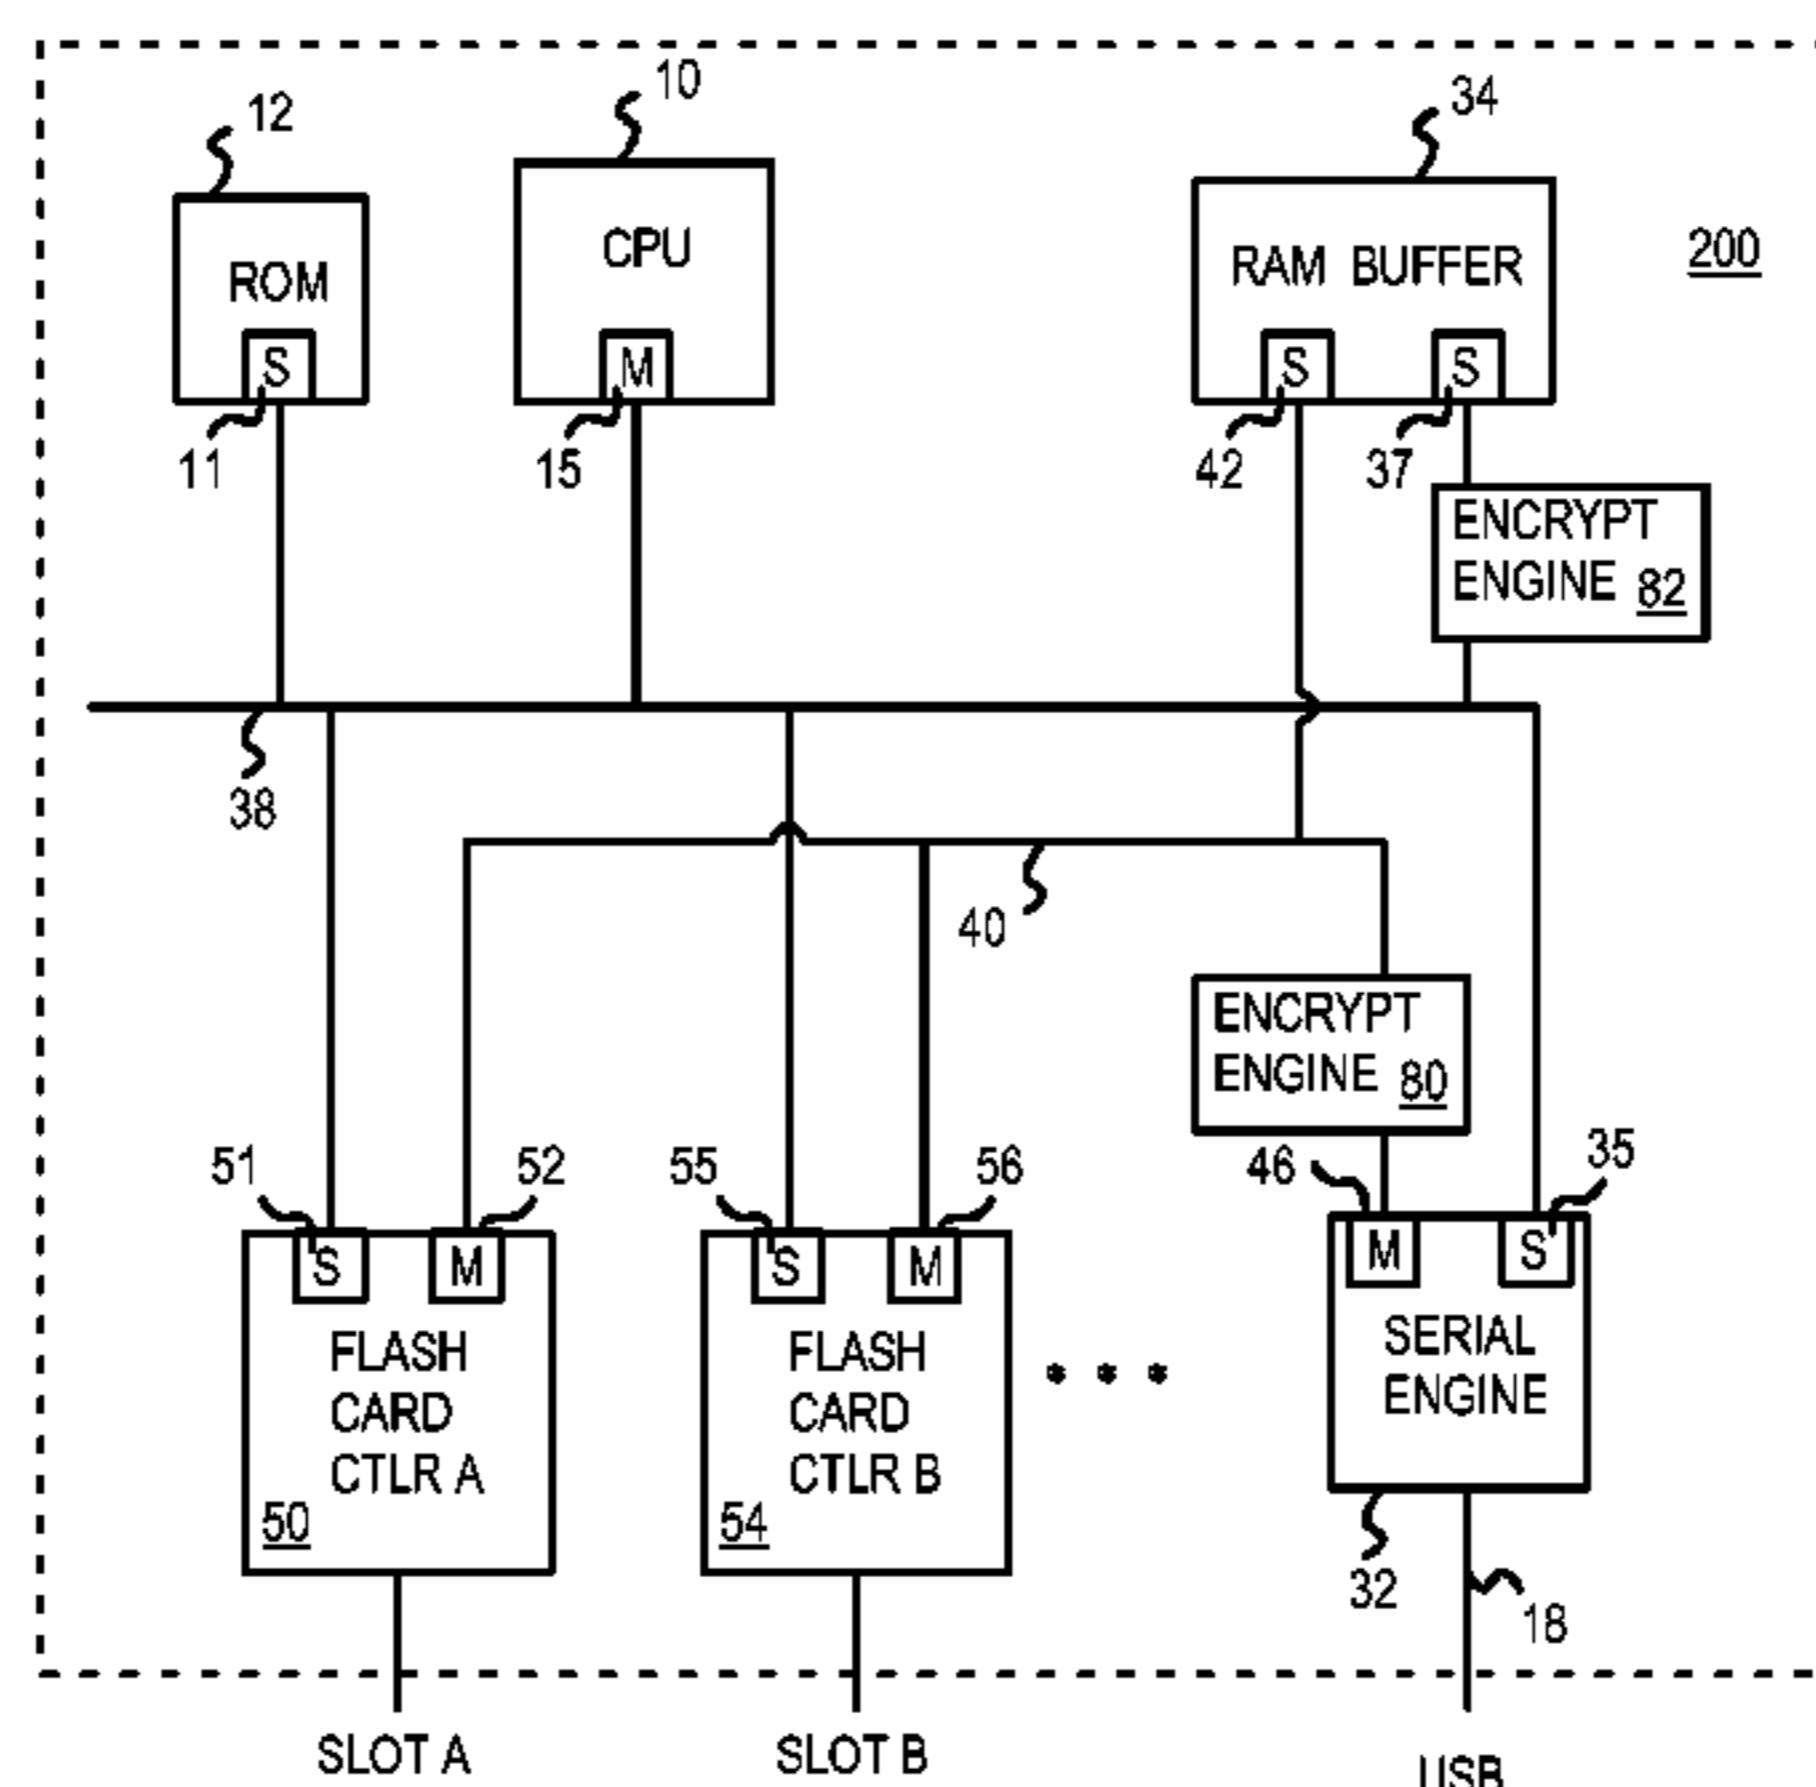 10
12
34
ROM
CPU
RAM BUFFER
200
S
M
S
S
11
15
42
37
ENCRYPT
ENGINE 82
38
40
ENCRYPT
ENGINE 80
51
52
55
56
46
35
S
M
S
M
M
S
FLASH
CARD
CTLR A
50
FLASH
CARD
CTLR B
54
SERIAL
ENGINE
32
18
SLOT A
SLOT B
USB